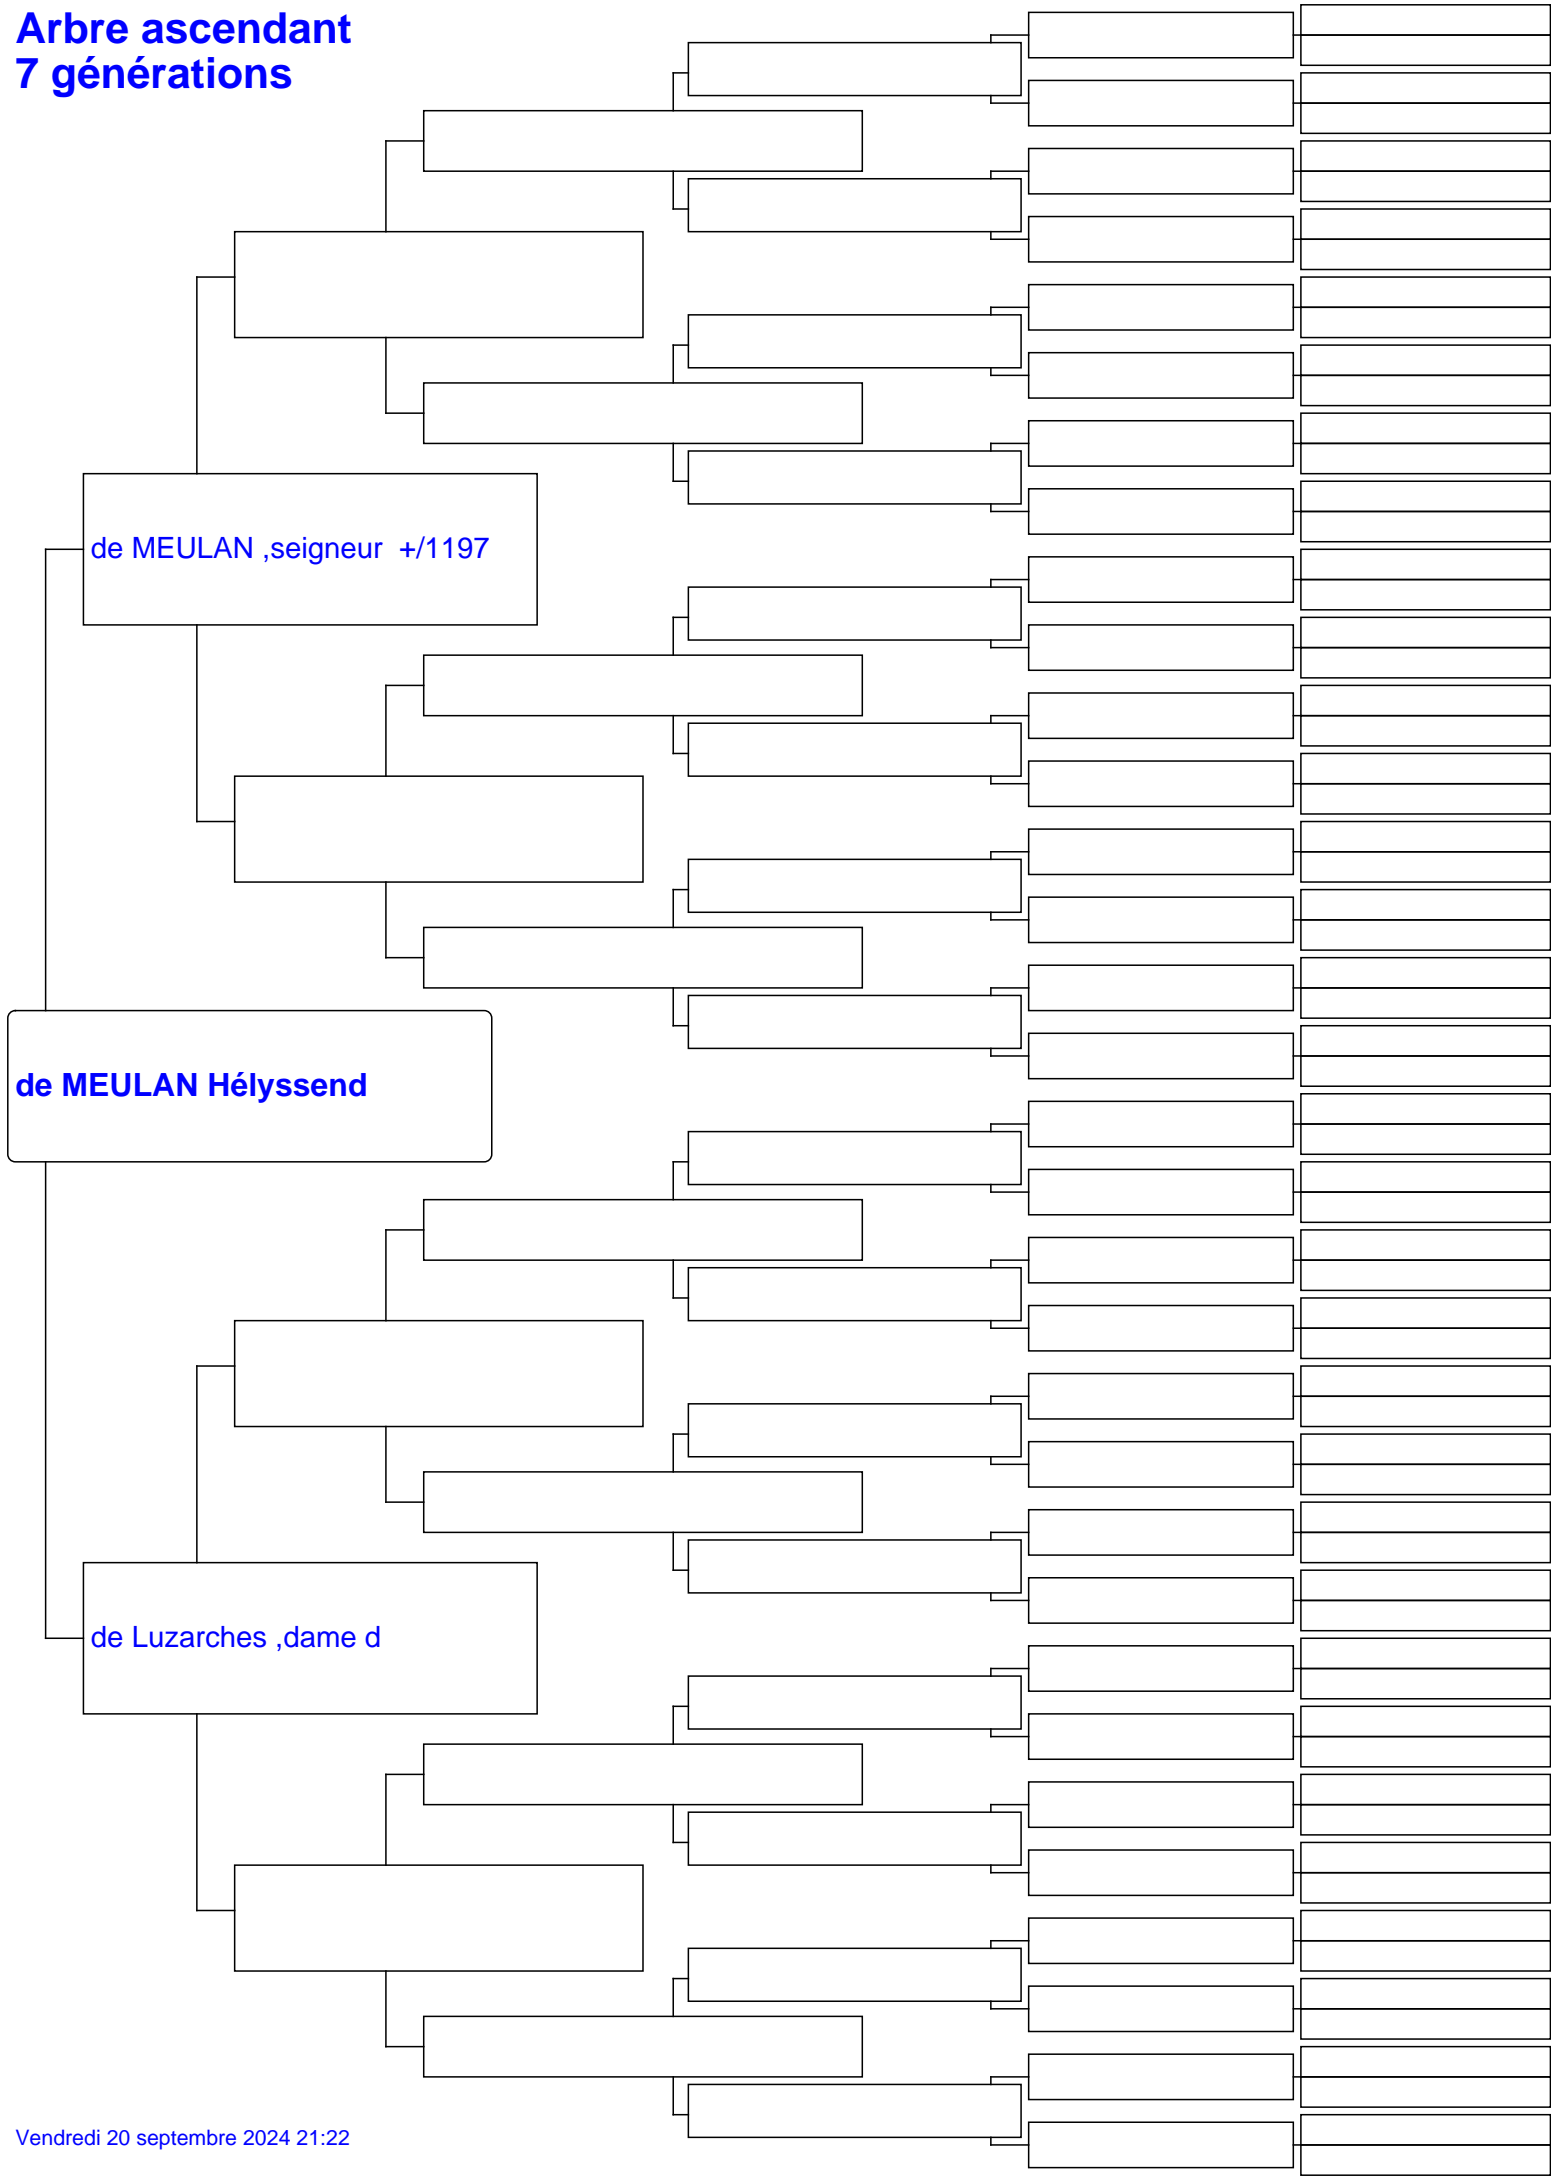 Arbre ascendant
7 générations
de MEULAN ,seigneur  +/1197
de MEULAN Hélyssend
de Luzarches ,dame d
Vendredi 20 septembre 2024 21:22